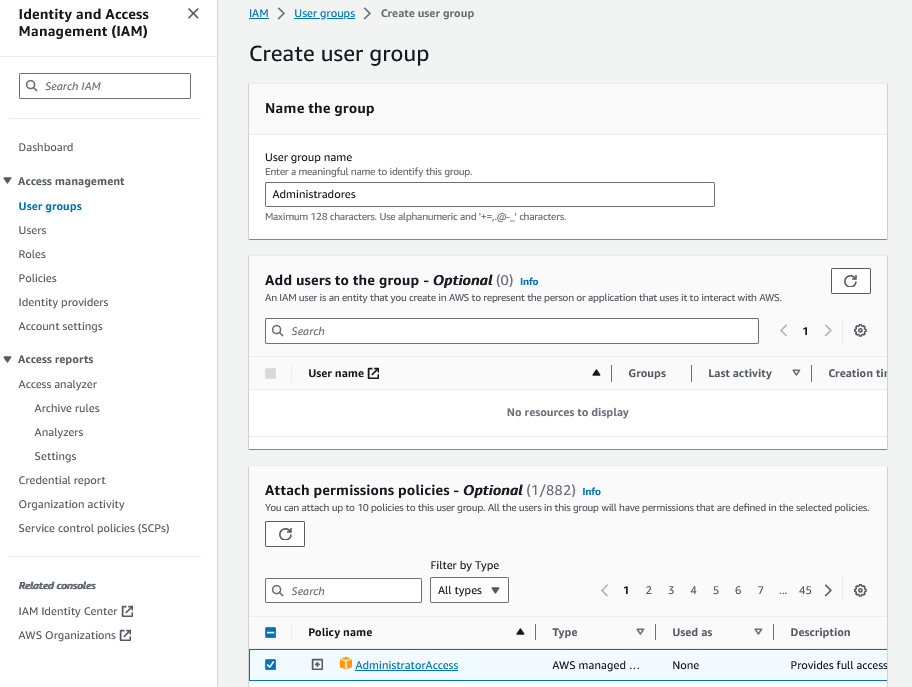 Identity and Access
Management (IAM)
Search IAM
Dashboard
Access management
User groups
Users
Roles
Policies
Identity providers
Account settings
Access reports
Access analyzer
Archive rules
Analyzers
Settings
Credential report
Organization activity
Service control policies (SCPs)
Related consoles
IAM Identity Center
AWS Organizations
IAM > User groups > Create user group
Create user group
Name the group
User group name
Enter a meaningful name to identify this group.
Administradores
Maximum 128 characters. Use alphanumeric and '+=,.@-_' characters.
Add users to the group - Optional (0) Info
An IAM user is an entity that you create in AWS to represent the person or application that uses it to interact with AWS.
Search
1
User name Groups Last activity Creation tir
No resources to display
Attach permissions policies - Optional (1/882) Info
You can attach up to 10 policies to this user group. All the users in this group will have permissions that are defined in the selected policies.
Filter by Type
Search All types 1 2 3 4 5 6 7 ... 45
Policy name Type Used as Description
AdministratorAccess AWS managed ... None Provides full access